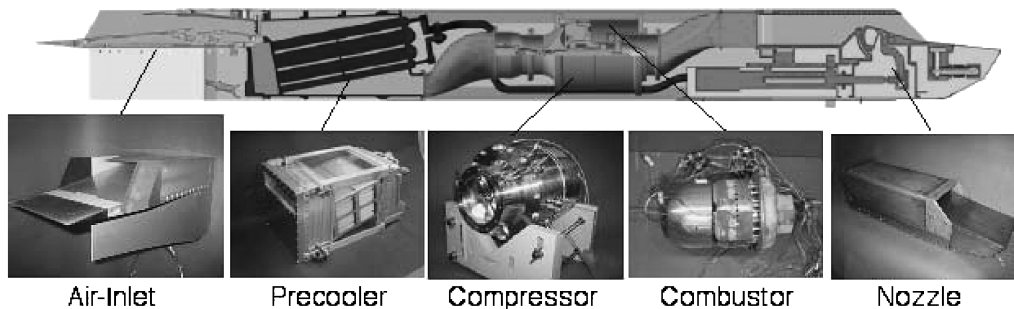 Air-Inlet
Precooler
Compressor
Combustor
Nozzle